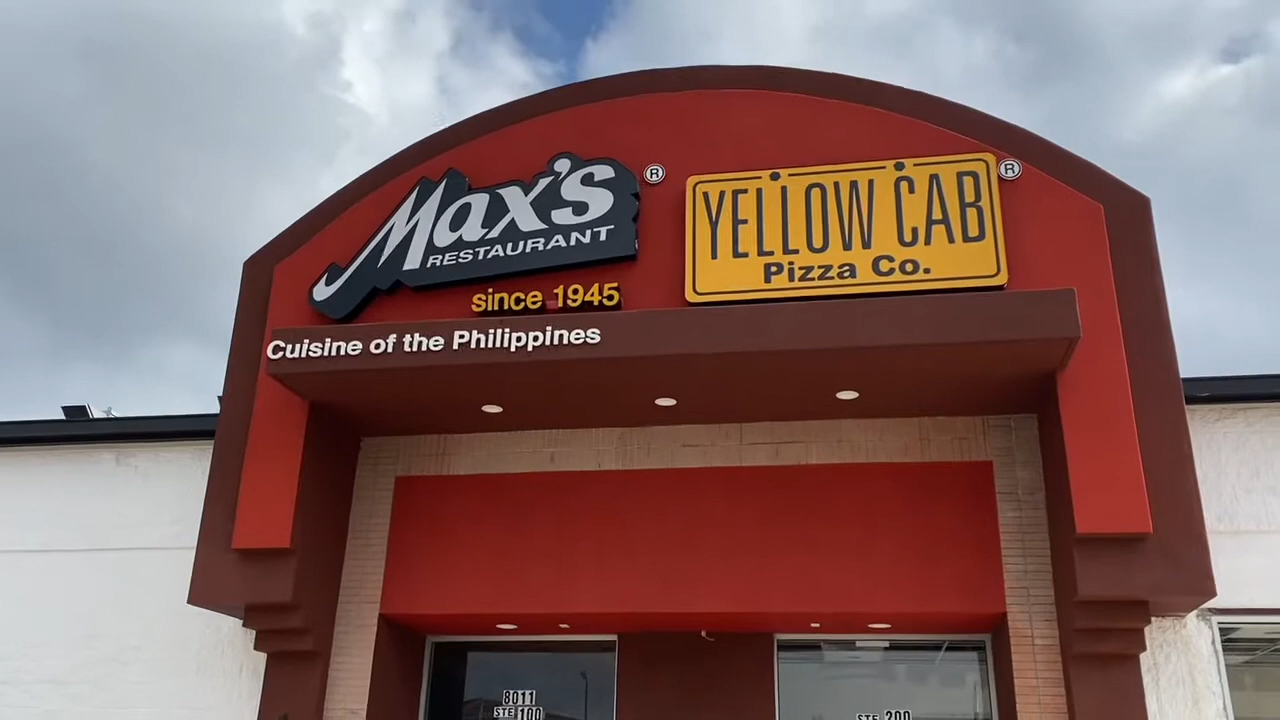 Max's ®
RESTAURANT
since 1945
YELLOW CAB ®
Pizza Co.
Cuisine of the Philippines
8011
STE 100
STE 200